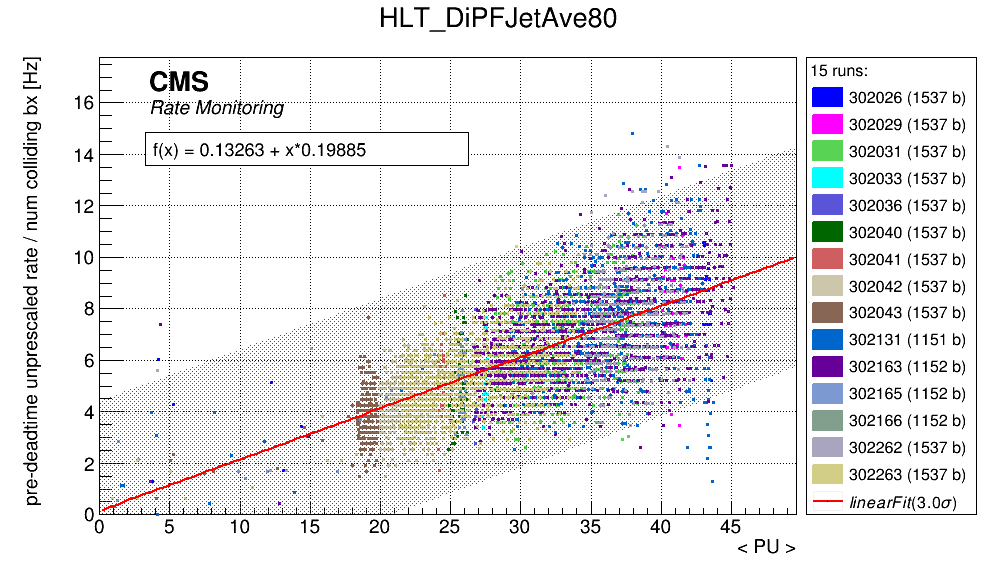 HLT_DiPFJetAve80
pre-deadtime unprescaled rate / num colliding bx [Hz]
CMS
Rate Monitoring
f(x) = 0.13263 + x*0.19885
16
14
12
10
8
6
4
2
0
0 5 10 15 20 25 30 35 40 45
< PU >
15 runs:
302026 (1537 b)
302029 (1537 b)
302031 (1537 b)
302033 (1537 b)
302036 (1537 b)
302040 (1537 b)
302041 (1537 b)
302042 (1537 b)
302043 (1537 b)
302131 (1151 b)
302163 (1152 b)
302165 (1152 b)
302166 (1152 b)
302262 (1537 b)
302263 (1537 b)
linearFit(3.0σ)